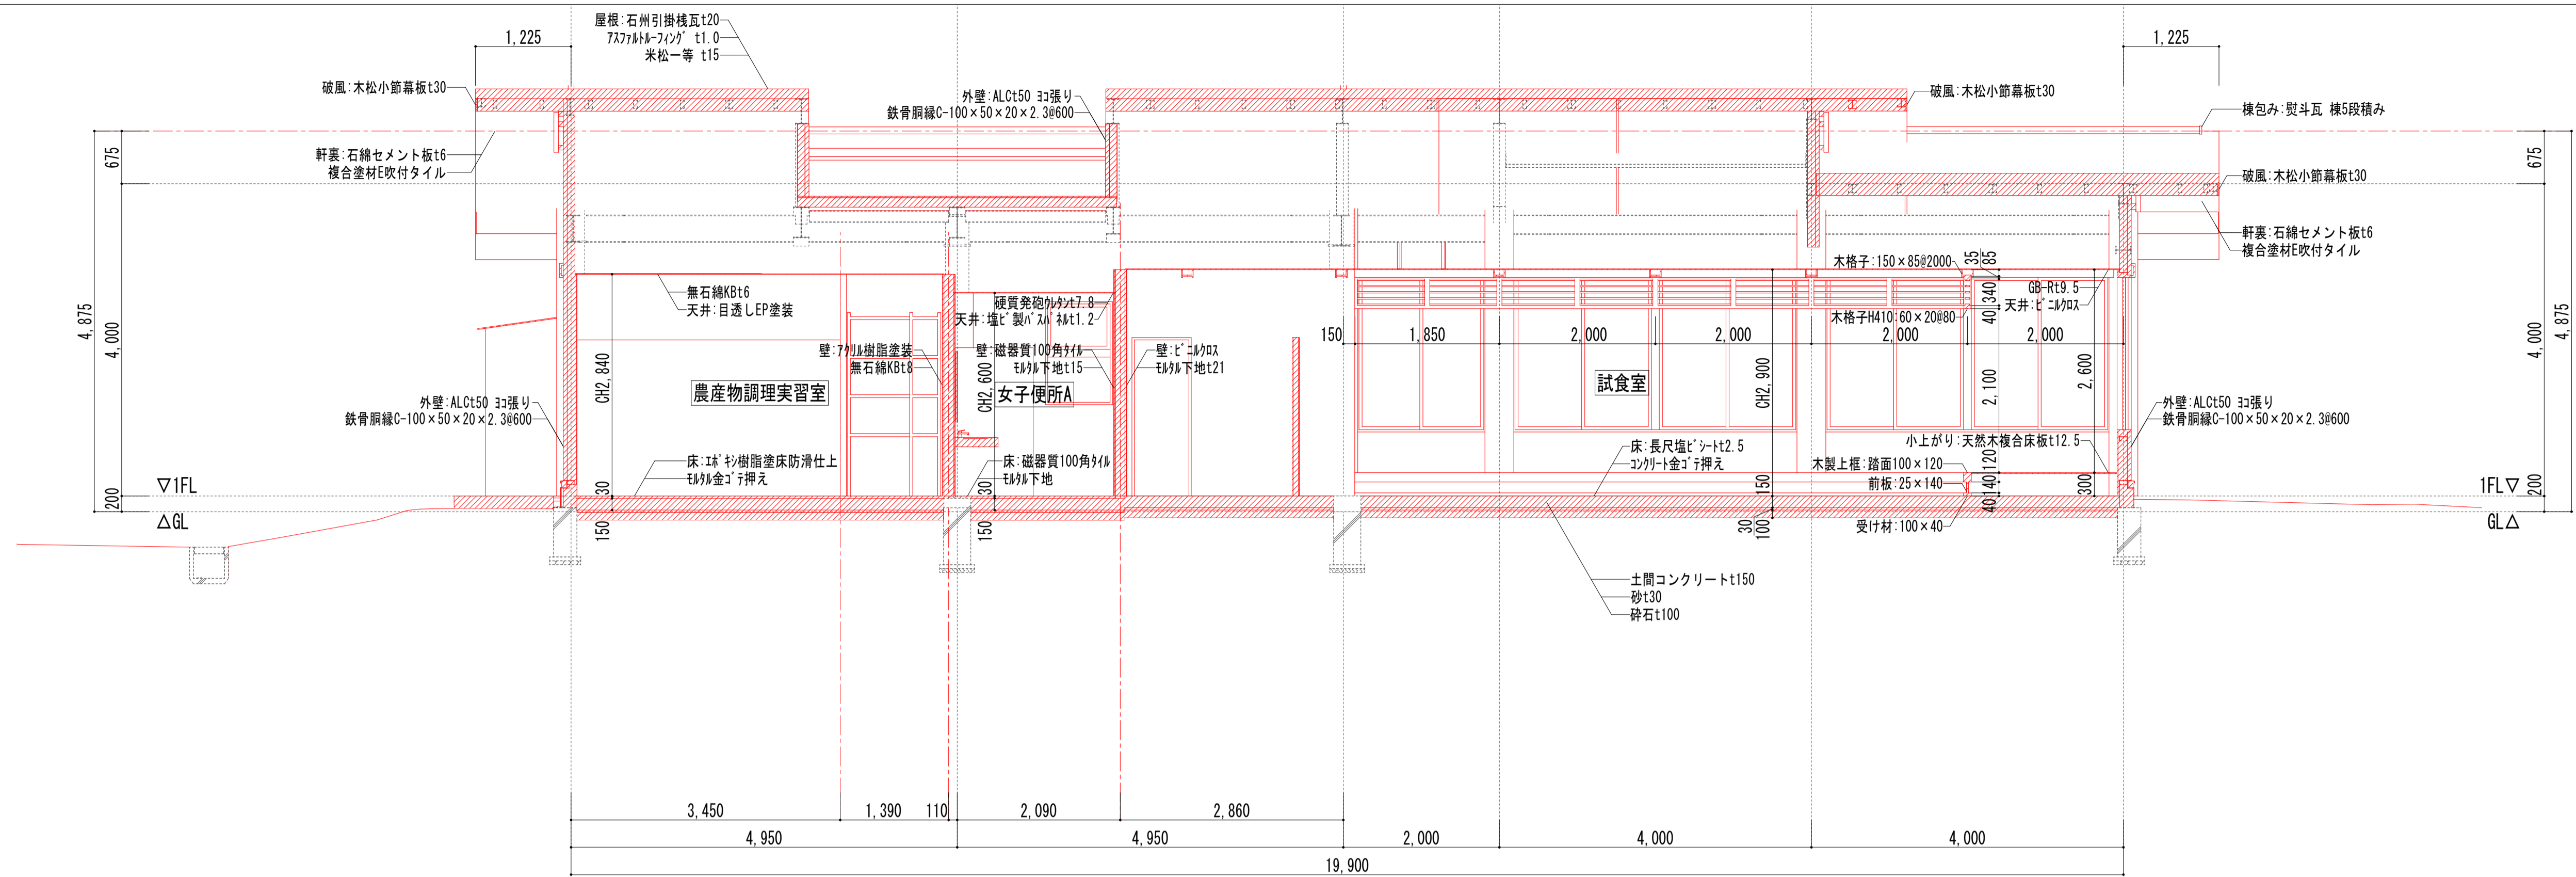 屋根:石州引掛桟瓦t20
ｱｽﾌｧﾙﾄﾙｰﾌｨﾝｸﾞ t1.0
米松一等 t15
1,225
1,225
破風:木松小節幕板t30
外壁:ALCt50 ﾖｺ張り
鉄骨胴縁C-100×50×20×2.3@600
破風:木松小節幕板t30
棟包み:熨斗瓦 棟5段積み
軒裏:石綿セメント板t6
複合塗材E吹付タイル
破風:木松小節幕板t30
軒裏:石綿セメント板t6
複合塗材E吹付タイル
675
4,875
4,000
200
675
4,000
4,875
200
無石綿KBt6
天井:目透しEP塗装
硬質発砲ｳﾚﾀﾝt7.8
天井:塩ﾋﾞ製ﾊﾞｽﾊﾟﾈﾙt1.2
木格子:150×85@2000
35
85
340
40
GB-Rt9.5
天井:ﾋﾞﾆﾙｸﾛｽ
木格子H410:60×20@80
150
1,850
2,000
2,000
2,000
2,000
壁:ｱｸﾘﾙ樹脂塗装
無石綿KBt8
壁:磁器質100角ﾀｲﾙ
ﾓﾙﾀﾙ下地t15
壁:ﾋﾞﾆﾙｸﾛｽ
ﾓﾙﾀﾙ下地t21
CH2,840
農産物調理実習室
CH2,600
女子便所A
試食室
CH2,900
2,100
2,600
外壁:ALCt50 ﾖｺ張り
鉄骨胴縁C-100×50×20×2.3@600
外壁:ALCt50 ﾖｺ張り
鉄骨胴縁C-100×50×20×2.3@600
床:ｴﾎﾟｷｼ樹脂塗床防滑仕上
ﾓﾙﾀﾙ金ｺﾞﾃ押え
床:磁器質100角ﾀｲﾙ
ﾓﾙﾀﾙ下地
床:長尺塩ﾋﾞｼｰﾄt2.5
ｺﾝｸﾘｰﾄ金ｺﾞﾃ押え
小上がり:天然木複合床板t12.5
木製上框:踏面100×120
前板:25×140
受け材:100×40
120
140
40
300
▽1FL
△GL
1FL▽
GL△
30
150
30
150
150
30
100
土間コンクリートt150
砂t30
砕石t100
3,450
1,390
110
2,090
2,860
4,950
4,950
2,000
4,000
4,000
19,900